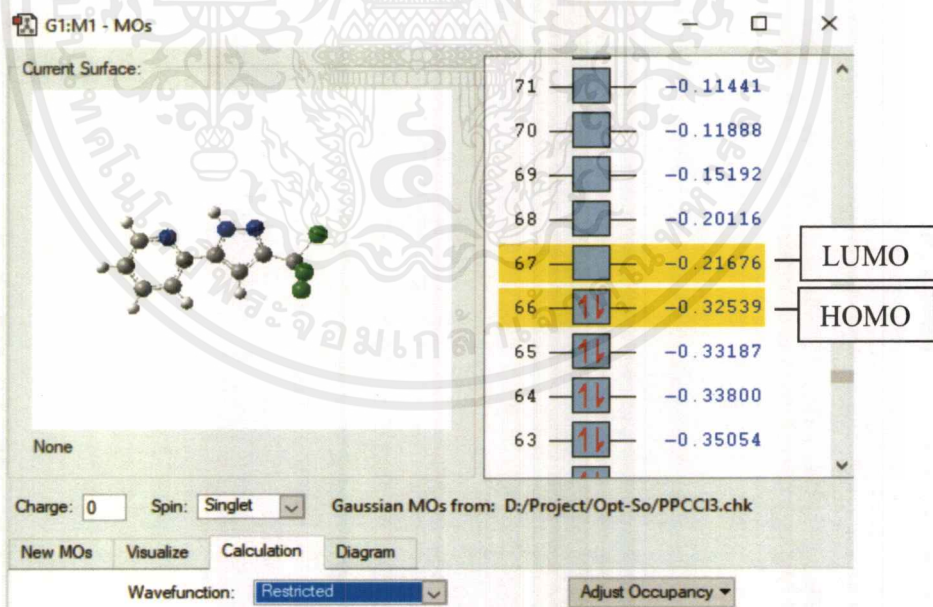 G1:M1 - MOs
Current Surface:
71 -0.11441
70 -0.11888
69 -0.15192
68 -0.20116
67 -0.21676 LUMO
66 -0.32539 HOMO
65 -0.33187
64 -0.33800
63 -0.35054
None
Charge: 0 Spin: Singlet Gaussian MOs from: D:/Project/Opt-So/PPCCl3.chk
New MOs Visualize Calculation Diagram
Wavefunction: Restricted Adjust Occupancy